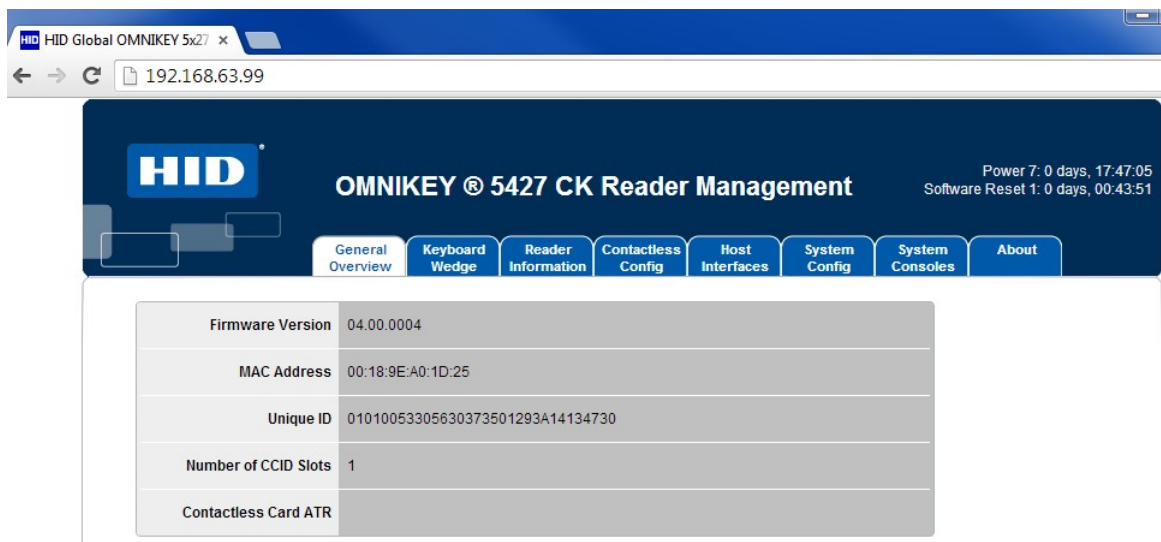 HID HID Global OMNIKEY 5x27 ×
192.168.63.99
HID
OMNIKEY ® 5427 CK Reader Management
Power 7: 0 days, 17:47:05
Software Reset 1: 0 days, 00:43:51
General Overview
Keyboard Wedge
Reader Information
Contactless Config
Host Interfaces
System Config
System Consoles
About
Firmware Version 04.00.0004
MAC Address 00:18:9E:A0:1D:25
Unique ID 01010053305630373501293A14134730
Number of CCID Slots 1
Contactless Card ATR